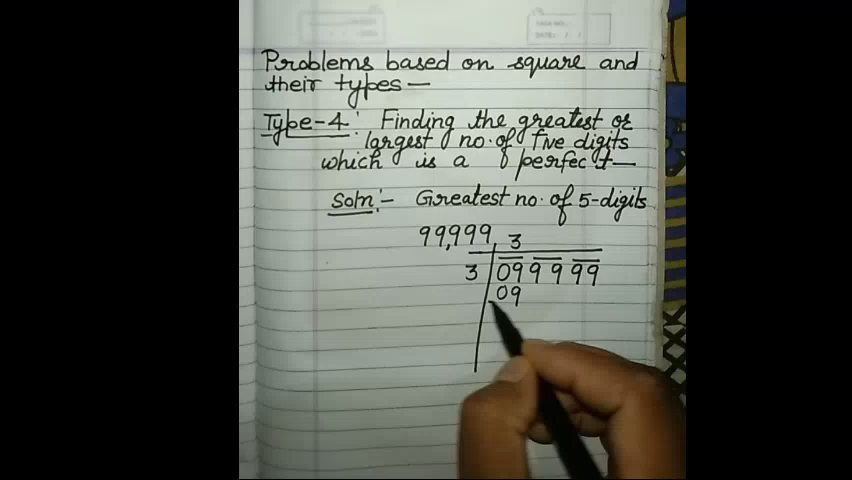 Problems based on square and
their types—
Type-4: Finding the greatest or
largest no. of five digits
which is a perfect—
Soln:- Greatest no. of 5-digits
99,999
3
3 09 99 99
09